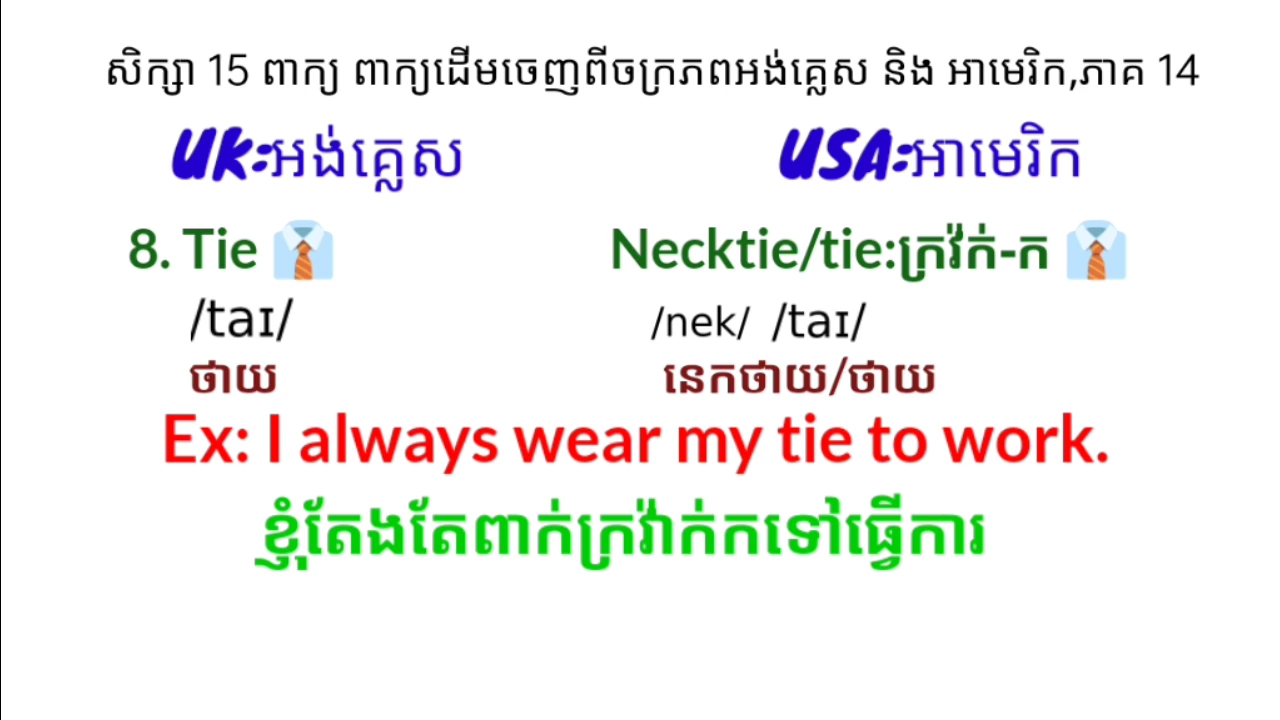 សិក្សា 15 ពាក្យ ពាក្យដើមចេញពីចក្រភពអង់គ្លេស និង អាមេរិក,ភាគ 14
UK:អង់គ្លេស USA:អាមេរិក
8. Tie Necktie/tie:ក្រវ៉ក់-ក
/taɪ/ /nek/ /taɪ/
ថាយ នេកថាយ/ថាយ
Ex: I always wear my tie to work.
ខ្ញុំតែងតែពាក់ក្រវ៉ាក់កទៅធ្វើការ